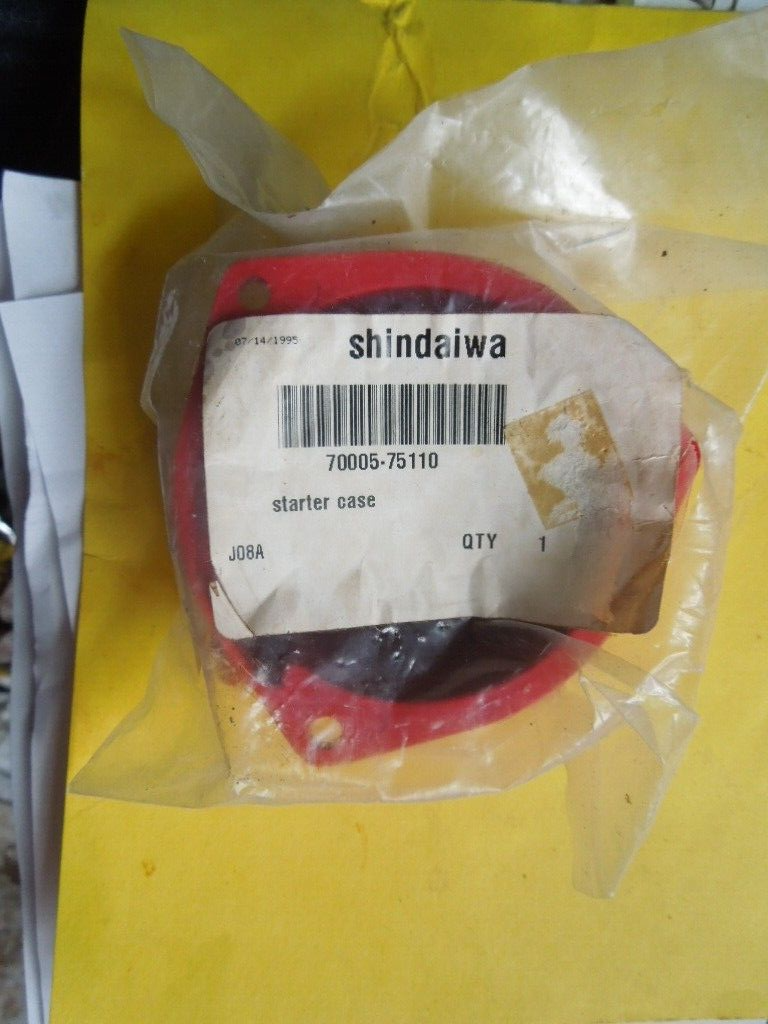 07/14/1995
shindaiwa
70005-75110
starter case
J08A QTY 1